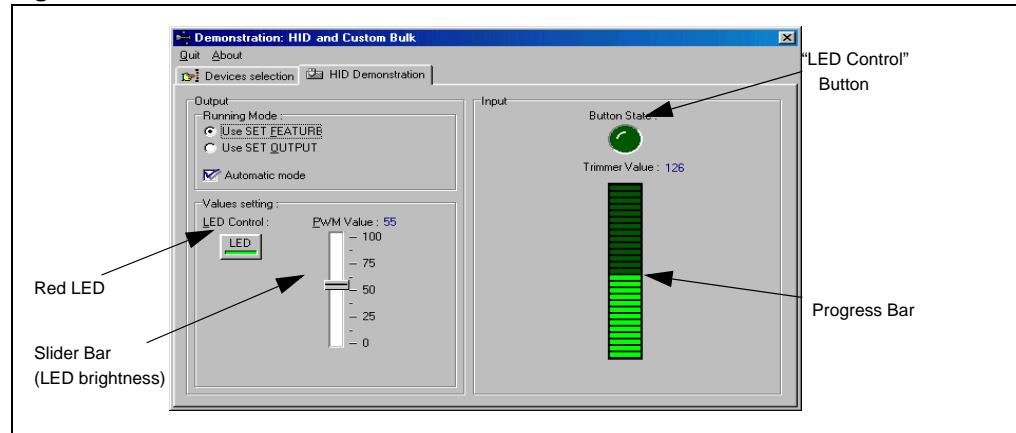 Demonstration: HID and Custom Bulk
Quit About
Devices selection HID Demonstration
"LED Control"
Button
Output
Running Mode :
Use SET FEATURE
Use SET OUTPUT
Automatic mode
Values setting :
LED Control :
LED
PWM Value : 55
100
75
50
25
0
Input
Button State :
Trimmer Value : 126
Red LED
Slider Bar
(LED brightness)
Progress Bar